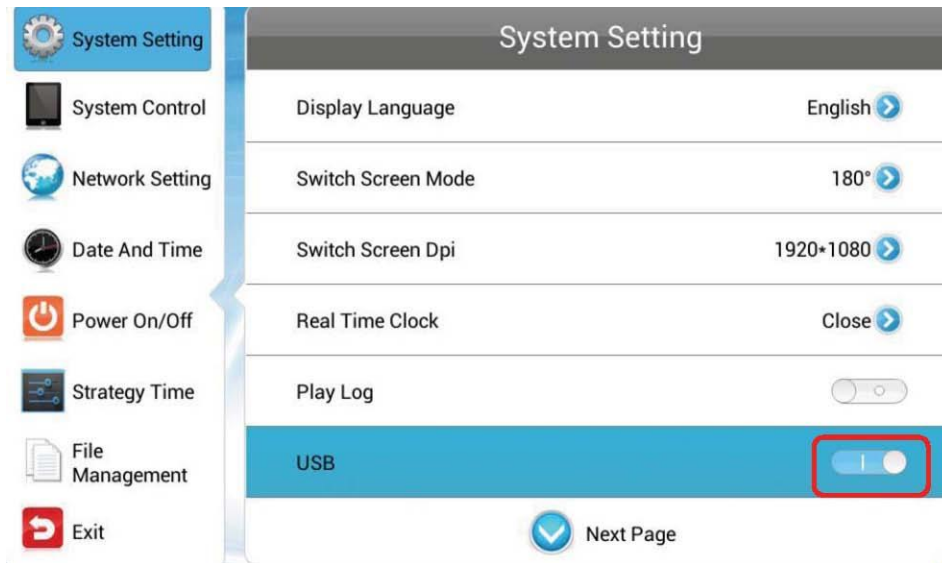 System Setting
System Control
Network Setting
Date And Time
Power On/Off
Strategy Time
File
Management
Exit
System Setting
Display Language English
Switch Screen Mode 180°
Switch Screen Dpi 1920*1080
Real Time Clock Close
Play Log
USB
Next Page